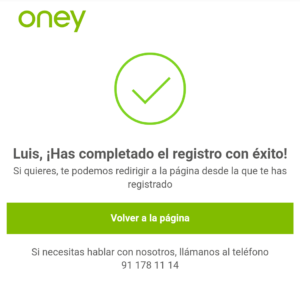 oney
Luis, ¡Has completado el registro con éxito!
Si quieres, te podemos redirigir a la página desde la que te has
registrado
Volver a la página
Si necesitas hablar con nosotros, llámanos al teléfono
91 178 11 14